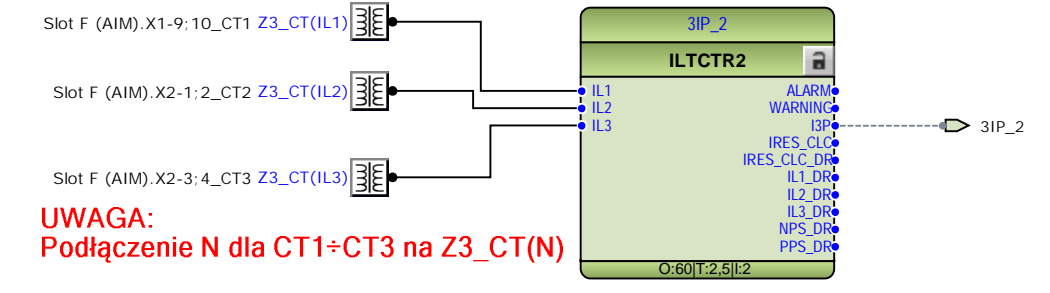 Slot F (AIM).X1-9;10_CT1 Z3_CT(IL1)
Slot F (AIM).X2-1;2_CT2 Z3_CT(IL2)
Slot F (AIM).X2-3;4_CT3 Z3_CT(IL3)
UWAGA:
Podłączenie N dla CT1÷CT3 na Z3_CT(N)
3IP_2
ILTCTR2
IL1
IL2
IL3
ALARM
WARNING
I3P
IRES_CLC
IRES_CLC_DR
IL1_DR
IL2_DR
IL3_DR
NPS_DR
PPS_DR
O:60|T:2,5|I:2
3IP_2